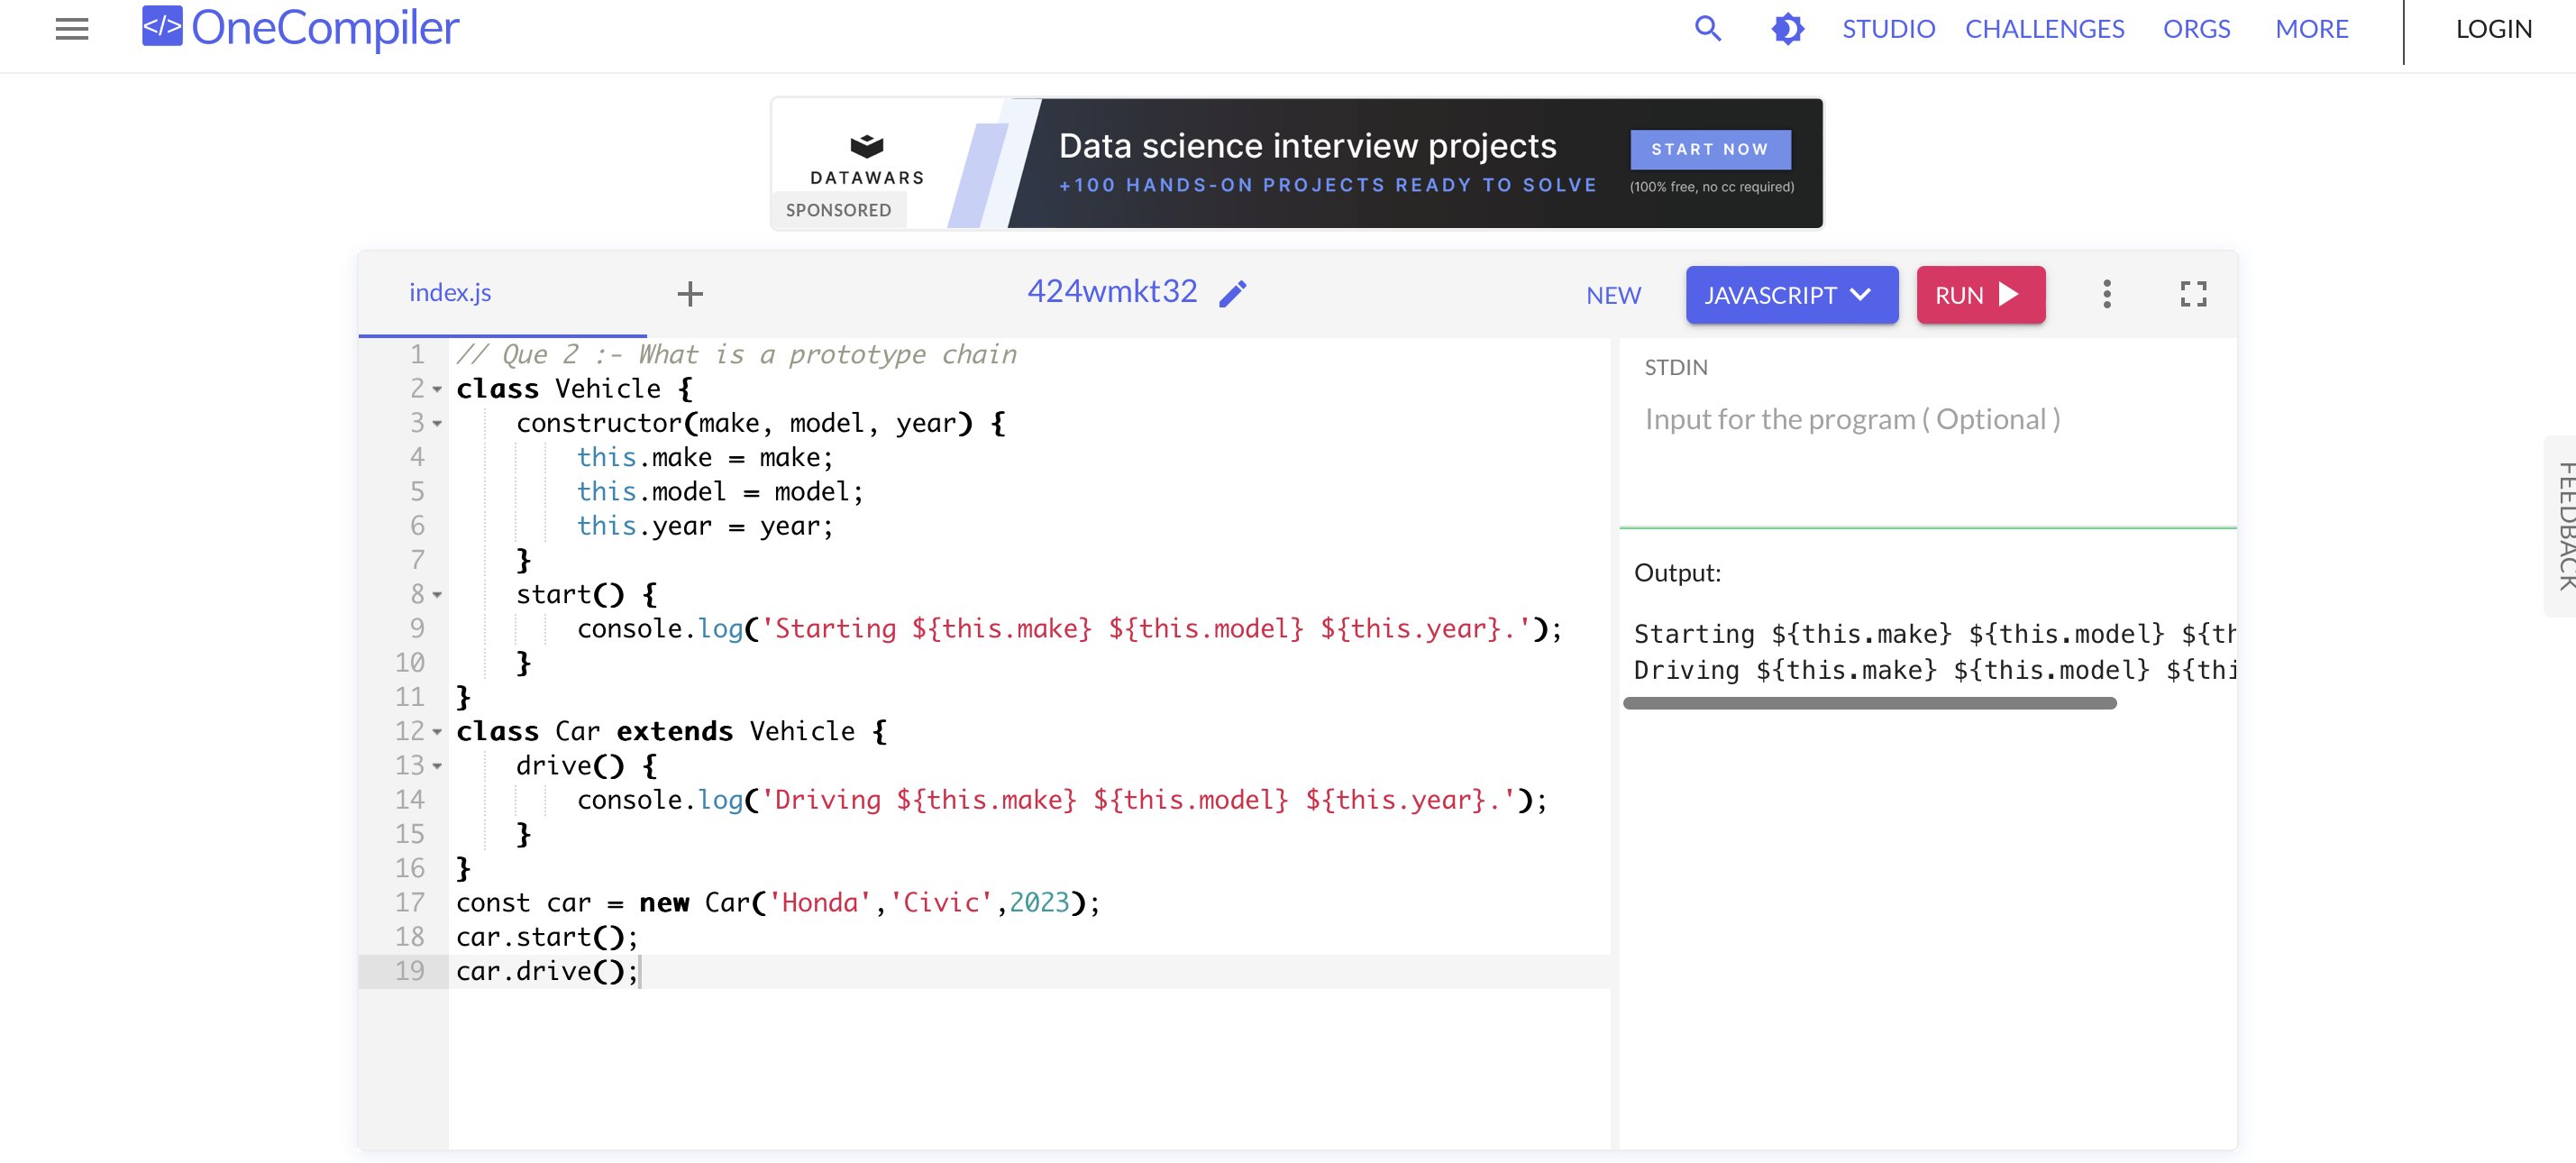 </> OneCompiler
STUDIO CHALLENGES ORGS MORE LOGIN
DATAWARS
SPONSORED
Data science interview projects
+100 HANDS-ON PROJECTS READY TO SOLVE
START NOW
(100% free, no cc required)
index.js + 424wmkt32 NEW JAVASCRIPT RUN
1 // Que 2 :- What is a prototype chain
2 class Vehicle {
3     constructor(make, model, year) {
4         this.make = make;
5         this.model = model;
6         this.year = year;
7     }
8     start() {
9         console.log('Starting ${this.make} ${this.model} ${this.year}.');
10     }
11 }
12 class Car extends Vehicle {
13     drive() {
14         console.log('Driving ${this.make} ${this.model} ${this.year}.');
15     }
16 }
17 const car = new Car('Honda','Civic',2023);
18 car.start();
19 car.drive();
STDIN
Input for the program ( Optional )
Output:
Starting ${this.make} ${this.model} ${th
Driving ${this.make} ${this.model} ${thi
FEEDBACK